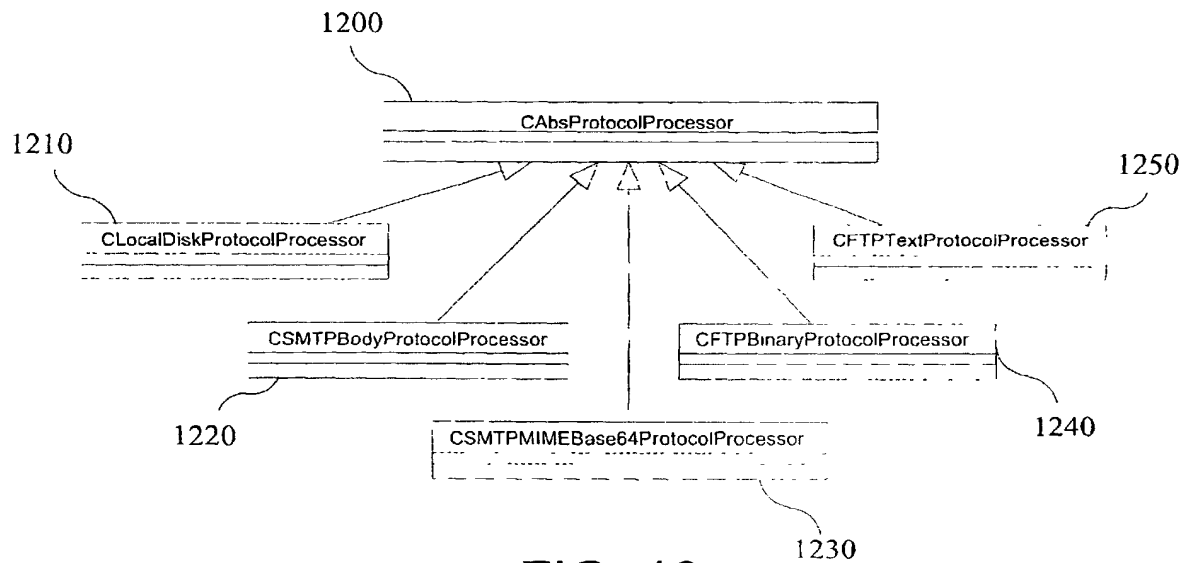 1200
CAbsProtocolProcessor
1210
1250
CLocalDiskProtocolProcessor
CFTPTextProtocolProcessor
CSMTPBodyProtocolProcessor
CFTPBinaryProtocolProcessor
1220
1240
CSMTPMIMEBase64ProtocolProcessor
1230